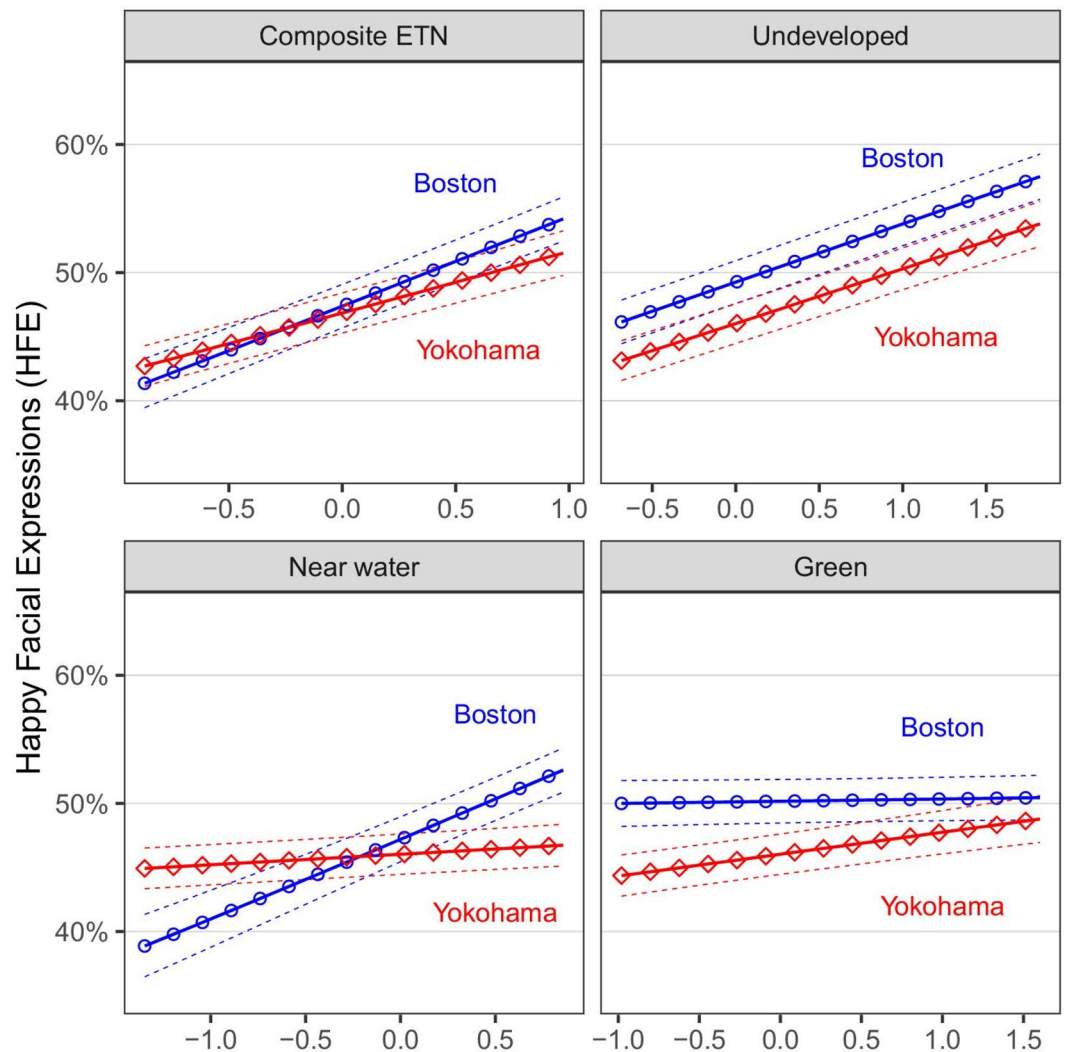 Composite ETN
Undeveloped
Happy Facial Expressions (HFE)
60%
50%
40%
Boston
Yokohama
Boston
Yokohama
−0.5 0.0 0.5 1.0
−0.5 0.0 0.5 1.0 1.5
Near water
Green
60%
50%
40%
Boston
Yokohama
Boston
Yokohama
−1.0 −0.5 0.0 0.5
−1.0 −0.5 0.0 0.5 1.0 1.5